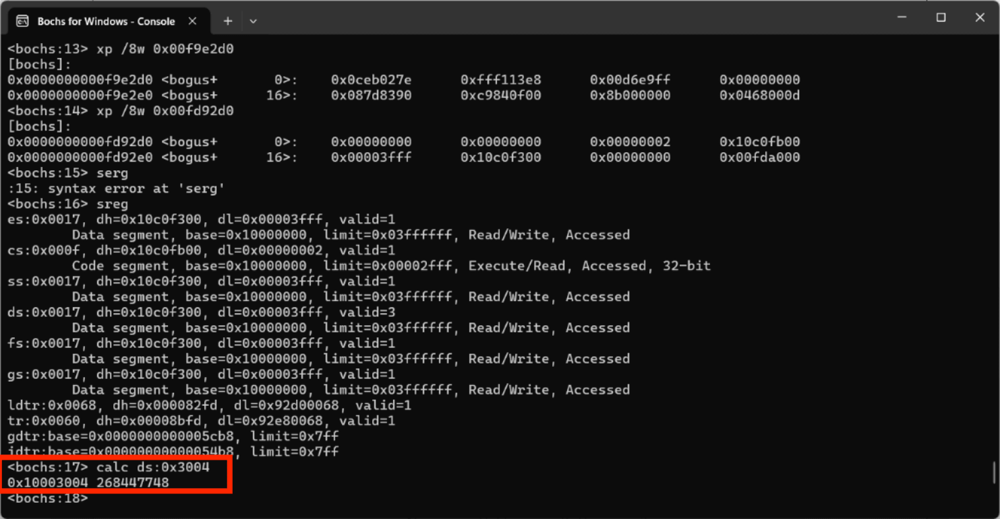 Bochs for Windows - Console
<bochs:13> xp /8w 0x00f9e2d0
[bochs]:
0x0000000000f9e2d0 <bogus+       0>:    0x0ceb027e      0xfff113e8      0x00d6e9ff      0x00000000
0x0000000000f9e2e0 <bogus+      16>:    0x087d8390      0xc9840f00      0x8b000000      0x0468000d
<bochs:14> xp /8w 0x00fd92d0
[bochs]:
0x0000000000fd92d0 <bogus+       0>:    0x00000000      0x00000000      0x00000002      0x10c0fb00
0x0000000000fd92e0 <bogus+      16>:    0x00003fff      0x10c0f300      0x00000000      0x00fda000
<bochs:15> serg
:15: syntax error at 'serg'
<bochs:16> sreg
es:0x0017, dh=0x10c0f300, dl=0x00003fff, valid=1
        Data segment, base=0x10000000, limit=0x03ffffff, Read/Write, Accessed
cs:0x000f, dh=0x10c0fb00, dl=0x00000002, valid=1
        Code segment, base=0x10000000, limit=0x00002fff, Execute/Read, Accessed, 32-bit
ss:0x0017, dh=0x10c0f300, dl=0x00003fff, valid=1
        Data segment, base=0x10000000, limit=0x03ffffff, Read/Write, Accessed
ds:0x0017, dh=0x10c0f300, dl=0x00003fff, valid=3
        Data segment, base=0x10000000, limit=0x03ffffff, Read/Write, Accessed
fs:0x0017, dh=0x10c0f300, dl=0x00003fff, valid=1
        Data segment, base=0x10000000, limit=0x03ffffff, Read/Write, Accessed
gs:0x0017, dh=0x10c0f300, dl=0x00003fff, valid=1
        Data segment, base=0x10000000, limit=0x03ffffff, Read/Write, Accessed
ldtr:0x0068, dh=0x000082fd, dl=0x92d00068, valid=1
tr:0x0060, dh=0x00008bfd, dl=0x92e80068, valid=1
gdtr:base=0x0000000000005cb8, limit=0x7ff
idtr:base=0x00000000000054b8, limit=0x7ff
<bochs:17> calc ds:0x3004
0x10003004 268447748
<bochs:18>